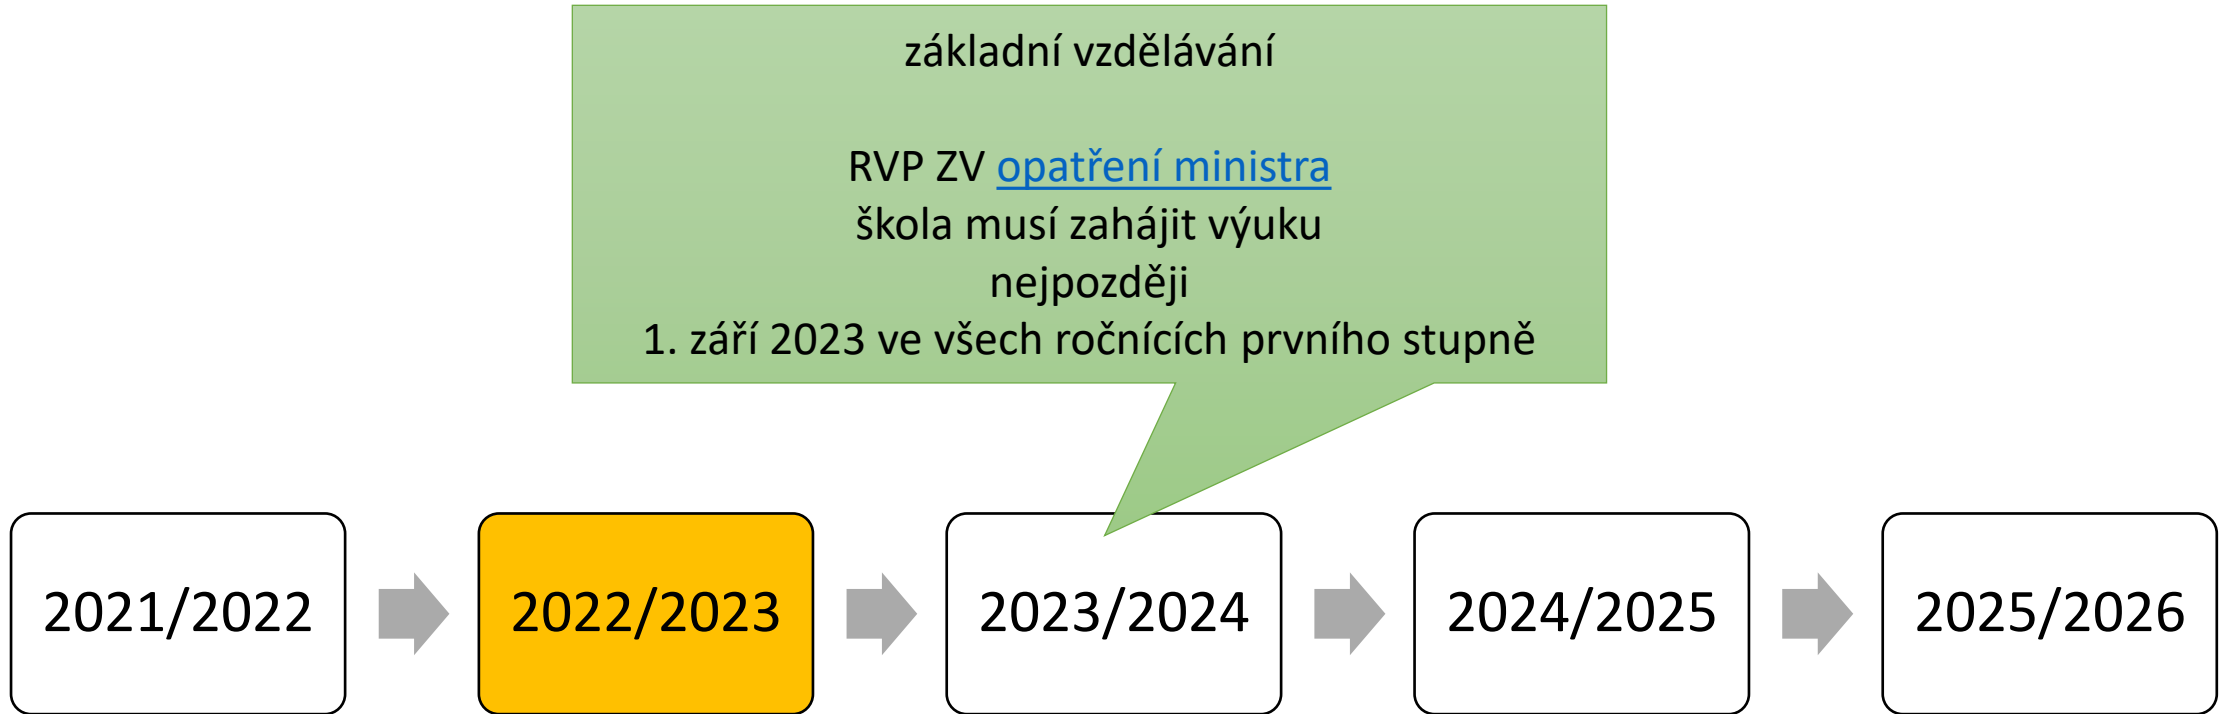 základní vzdělávání
RVP ZV opatření ministra
škola musí zahájit výuku
nejpozději
1. září 2023 ve všech ročnících prvního stupně
2021/2022
2022/2023
2023/2024
2024/2025
2025/2026